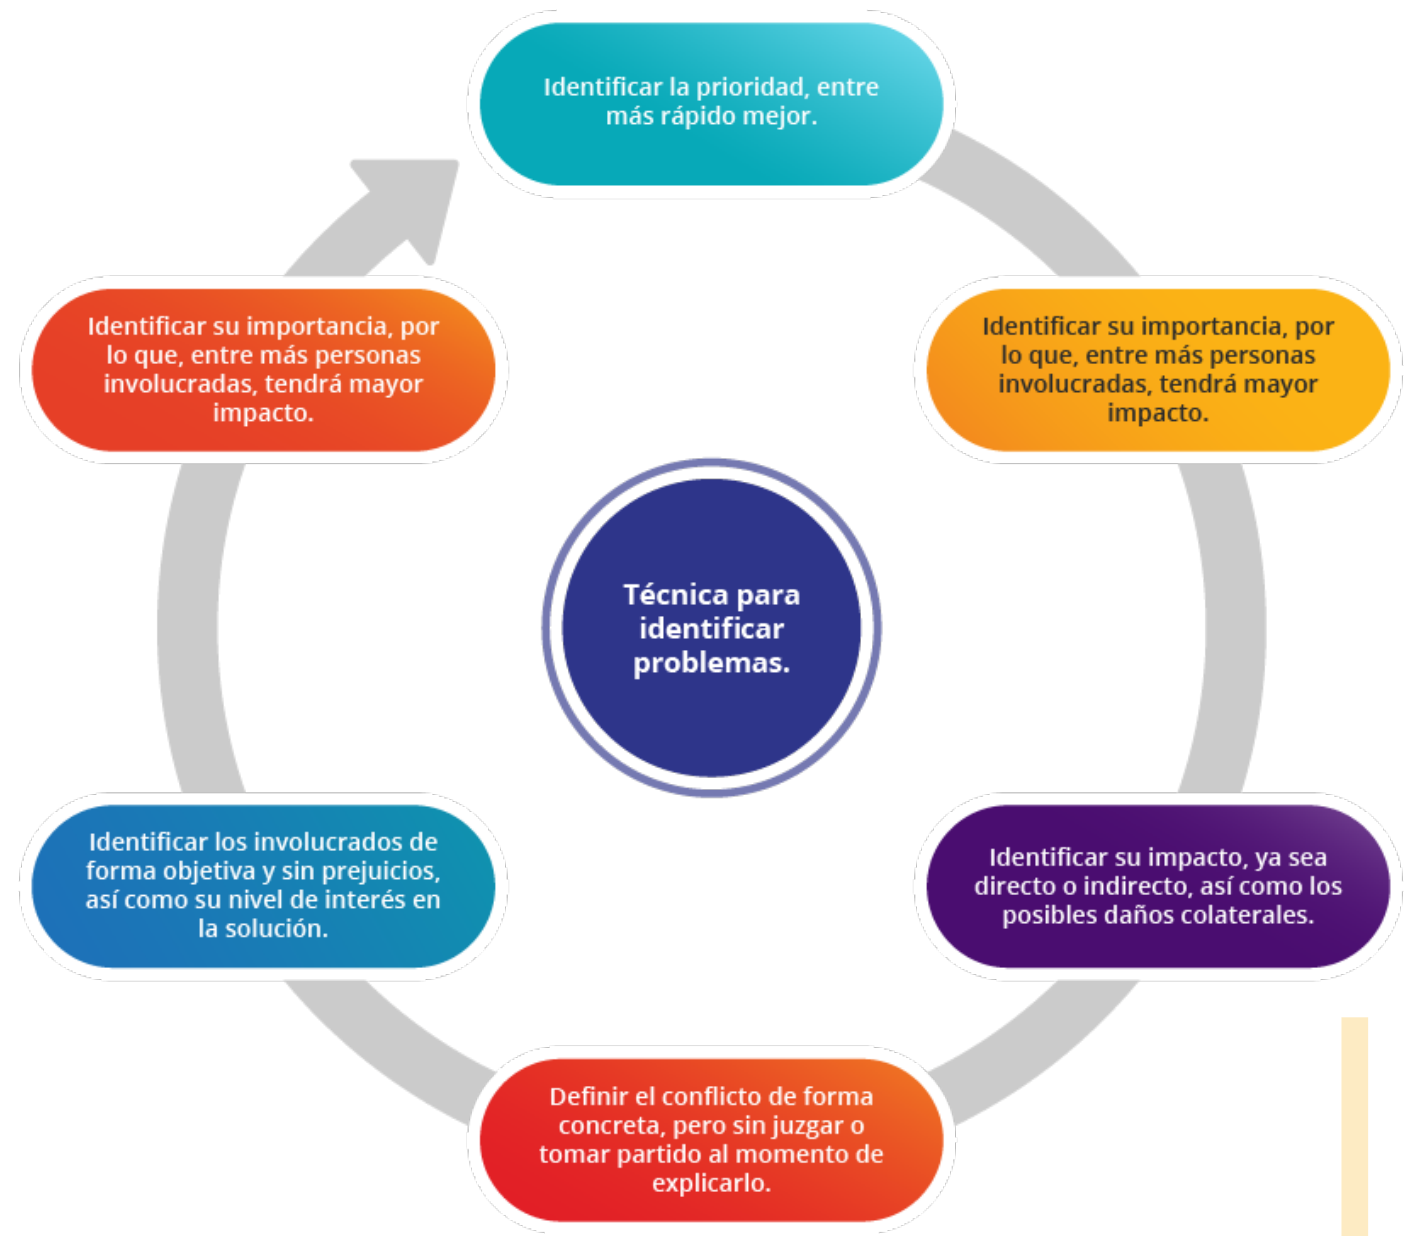 Identificar la prioridad, entre
más rápido mejor.
Identificar su importancia, por
lo que, entre más personas
involucradas, tendrá mayor
impacto.
Identificar su impacto, ya sea
directo o indirecto, así como los
posibles daños colaterales.
Definir el conflicto de forma
concreta, pero sin juzgar o
tomar partido al momento de
explicarlo.
Identificar los involucrados de
forma objetiva y sin prejuicios,
así como su nivel de interés en
la solución.
Identificar su importancia, por
lo que, entre más personas
involucradas, tendrá mayor
impacto.
Técnica para
identificar
problemas.